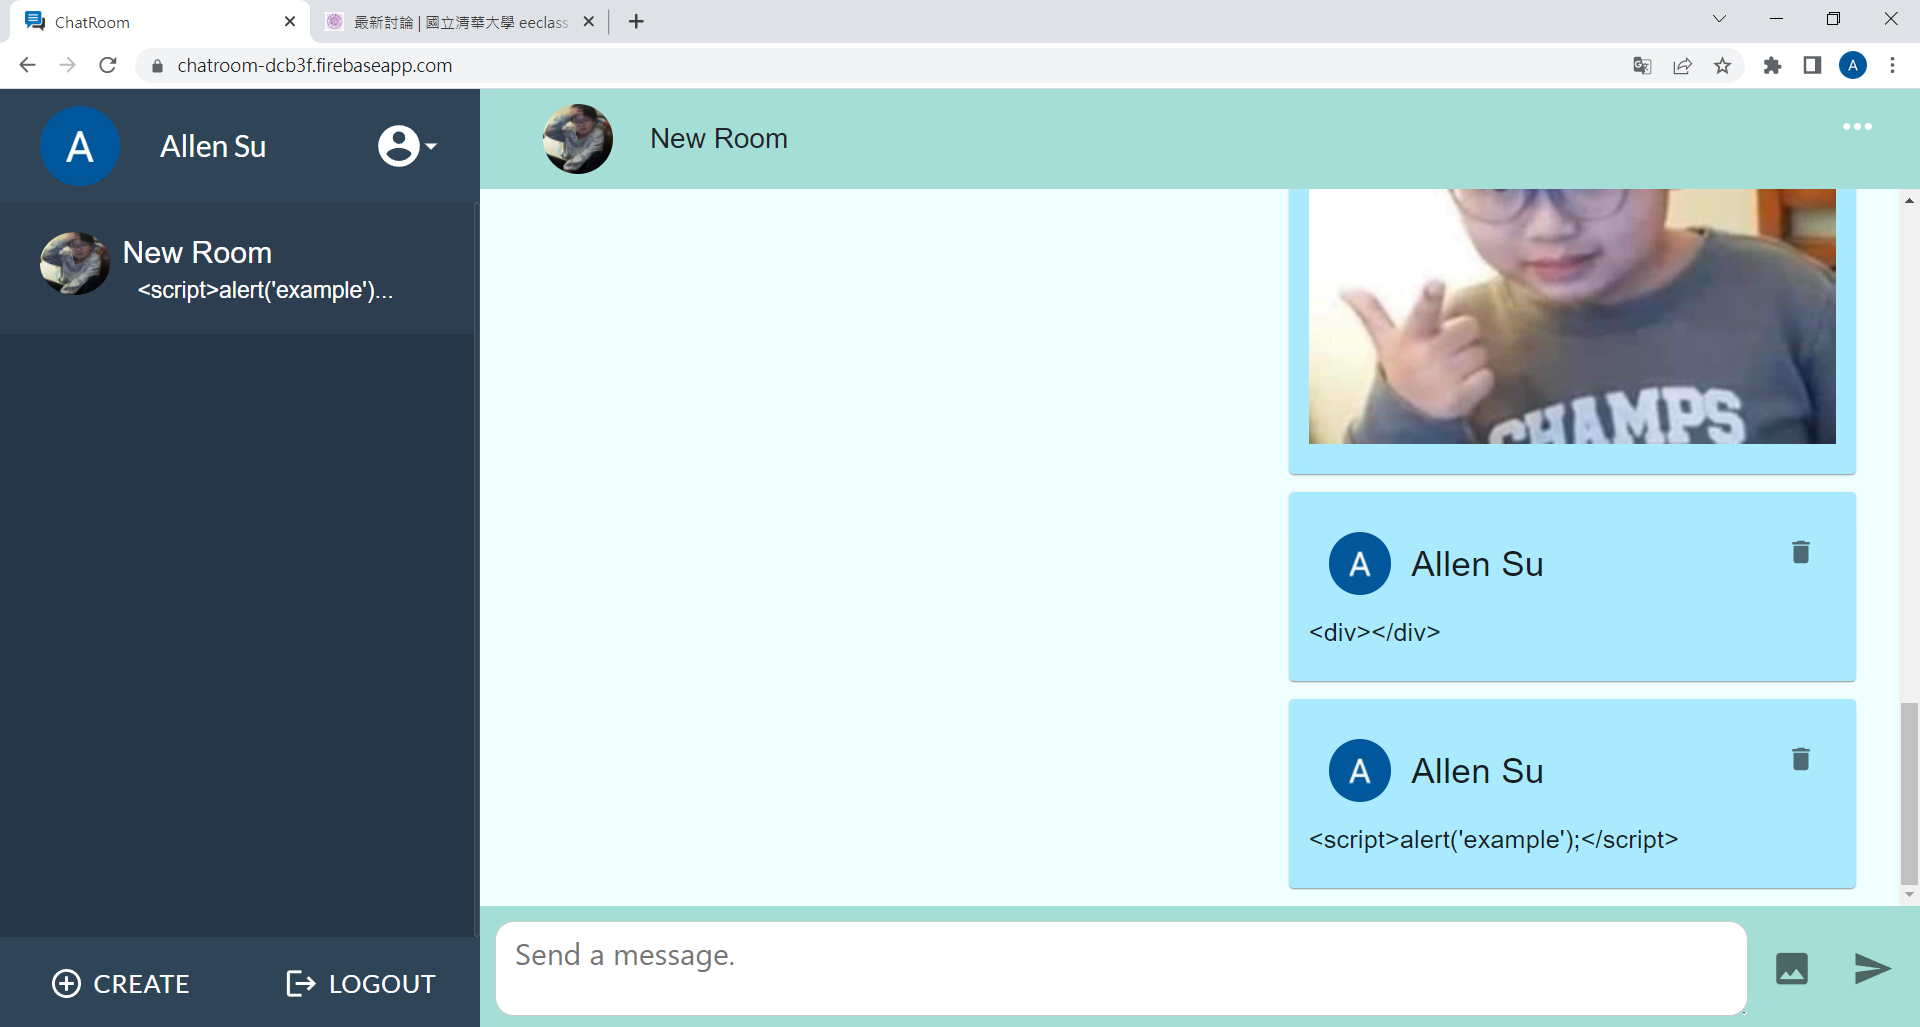 ChatRoom
最新討論 | 國立清華大學 eeclass
chatroom-dcb3f.firebaseapp.com
A
A
Allen Su
New Room
New Room
<script>alert('example')...
CHAMPS
A
Allen Su
<div></div>
A
Allen Su
<script>alert('example');</script>
Send a message.
CREATE
LOGOUT